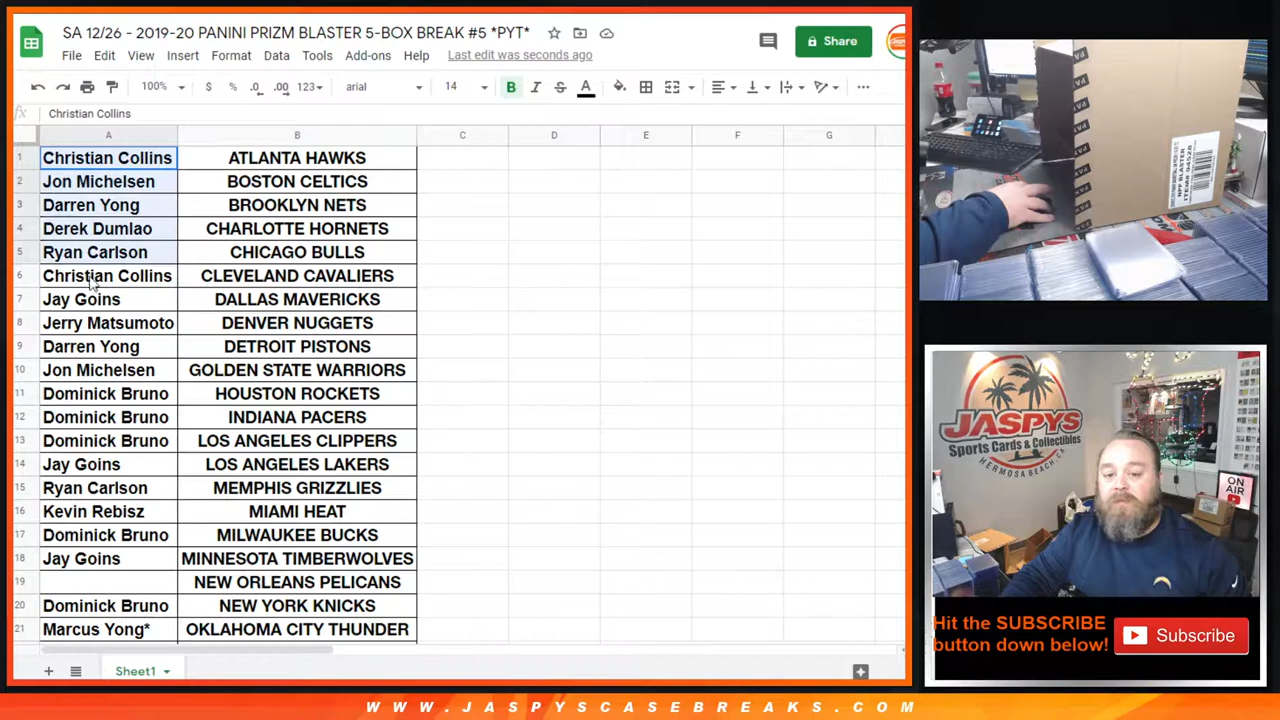 SA 12/26 - 2019-20 PANINI PRIZM BLASTER 5-BOX BREAK #5 *PYT*
Share
File Edit View Insert Format Data Tools Add-ons Help Last edit was seconds ago
100% $ % .0 .00 123 arial 14 B I S A
fx Christian Collins
A B C D E F G
1 Christian Collins ATLANTA HAWKS
2 Jon Michelsen BOSTON CELTICS
3 Darren Yong BROOKLYN NETS
4 Derek Dumlao CHARLOTTE HORNETS
5 Ryan Carlson CHICAGO BULLS
6 Christian Collins CLEVELAND CAVALIERS
7 Jay Goins DALLAS MAVERICKS
8 Jerry Matsumoto DENVER NUGGETS
9 Darren Yong DETROIT PISTONS
10 Jon Michelsen GOLDEN STATE WARRIORS
11 Dominick Bruno HOUSTON ROCKETS
12 Dominick Bruno INDIANA PACERS
13 Dominick Bruno LOS ANGELES CLIPPERS
14 Jay Goins LOS ANGELES LAKERS
15 Ryan Carlson MEMPHIS GRIZZLIES
16 Kevin Rebisz MIAMI HEAT
17 Dominick Bruno MILWAUKEE BUCKS
18 Jay Goins MINNESOTA TIMBERWOLVES
19 NEW ORLEANS PELICANS
20 Dominick Bruno NEW YORK KNICKS
21 Marcus Yong* OKLAHOMA CITY THUNDER
Sheet1
NPP BLASTER
ITEM# 94528
JASPYS
Sports Cards & Collectibles
HERMOSA BEACH, CA
ON AIR
Hit the SUBSCRIBE
button down below!
Subscribe
WWW.JASPYSCASEBREAKS.COM